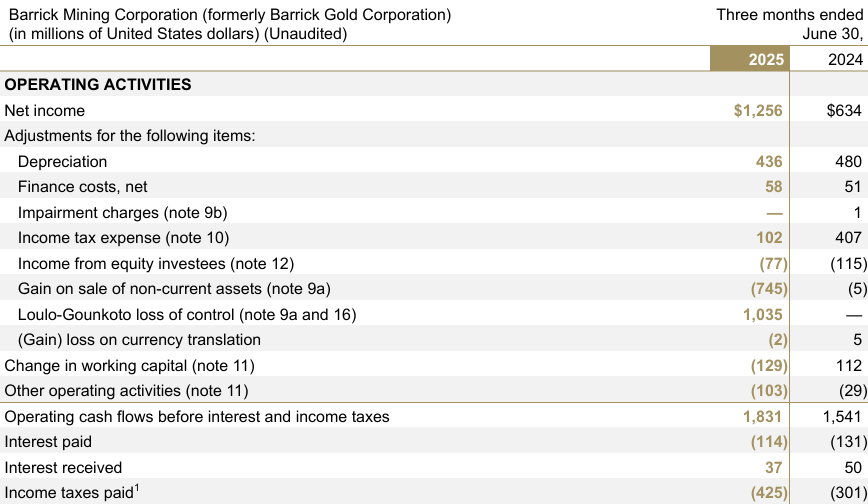 Barrick Mining Corporation (formerly Barrick Gold Corporation) Three months ended
(in millions of United States dollars) (Unaudited) June 30,
2025 2024
OPERATING ACTIVITIES
Net income $1,256 $634
Adjustments for the following items:
Depreciation 436 480
Finance costs, net 58 51
Impairment charges (note 9b) — 1
Income tax expense (note 10) 102 407
Income from equity investees (note 12) (77) (115)
Gain on sale of non-current assets (note 9a) (745) (5)
Loulo-Gounkoto loss of control (note 9a and 16) 1,035 —
(Gain) loss on currency translation (2) 5
Change in working capital (note 11) (129) 112
Other operating activities (note 11) (103) (29)
Operating cash flows before interest and income taxes 1,831 1,541
Interest paid (114) (131)
Interest received 37 50
Income taxes paid¹ (425) (301)